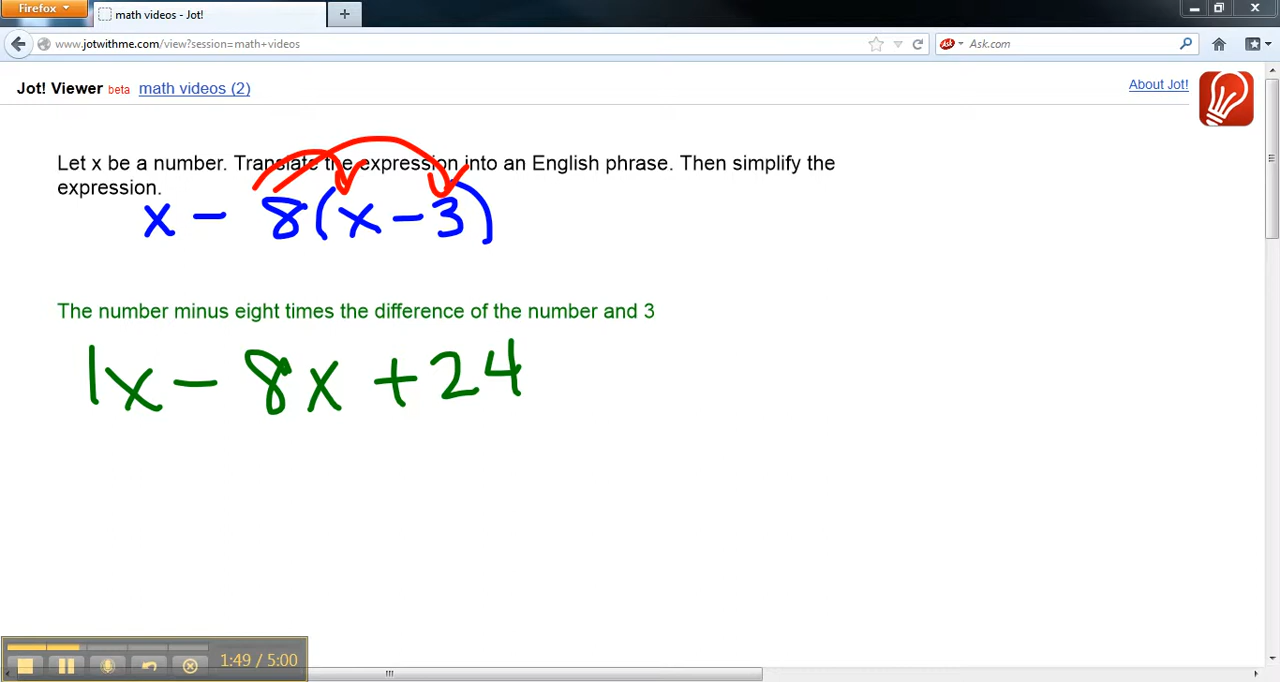 Firefox
math videos - Jot!
www.jotwithme.com/view?session=math+videos
Ask.com
Jot! Viewer beta math videos (2)
About Jot!
Let x be a number. Translate the expression into an English phrase. Then simplify the
expression.
x - 8(x - 3)
The number minus eight times the difference of the number and 3
1x - 8x + 24
1:49 / 5:00